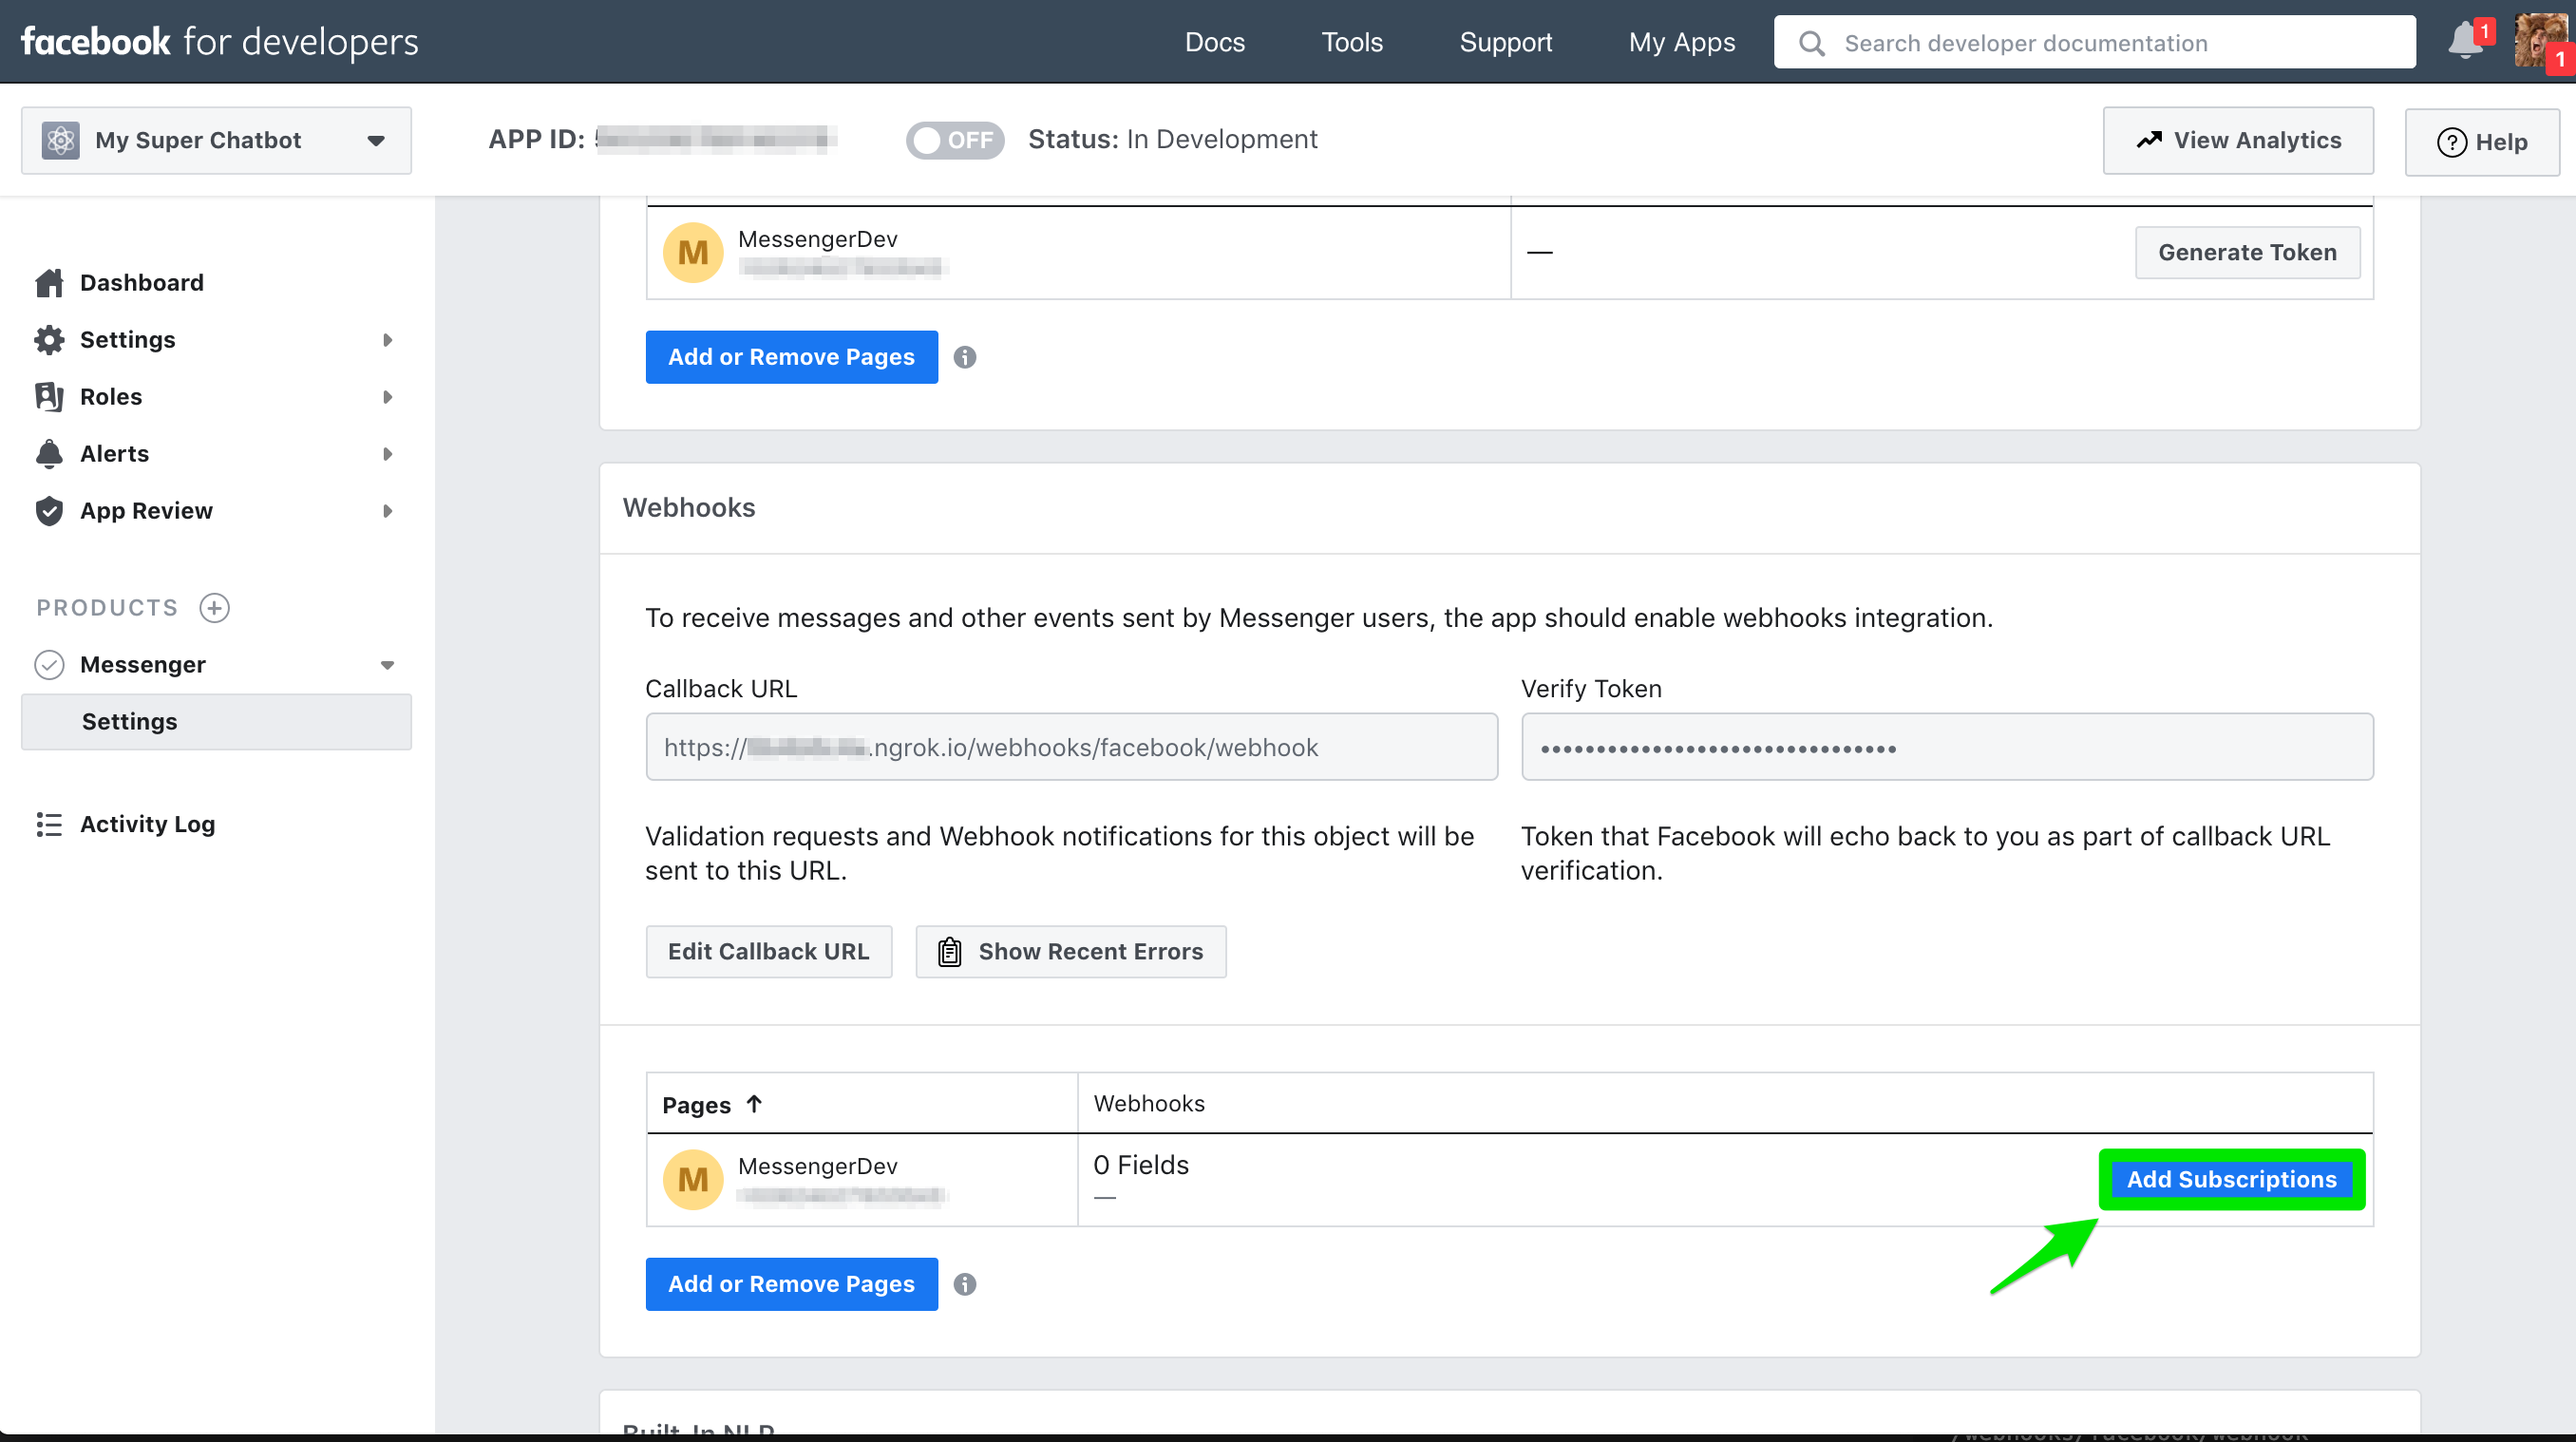 facebook for developers
Docs
Tools
Support
My Apps
Search developer documentation
1
1
My Super Chatbot
APP ID:
OFF
Status: In Development
View Analytics
Help
Dashboard
Settings
Roles
Alerts
App Review
PRODUCTS
Messenger
Settings
Activity Log
M
MessengerDev
—
Generate Token
Add or Remove Pages
Webhooks
To receive messages and other events sent by Messenger users, the app should enable webhooks integration.
Callback URL
Verify Token
https://
.ngrok.io/webhooks/facebook/webhook
••••••••••••••••••••••••••••••••
Validation requests and Webhook notifications for this object will be
sent to this URL.
Token that Facebook will echo back to you as part of callback URL
verification.
Edit Callback URL
Show Recent Errors
Pages
Webhooks
M
MessengerDev
0 Fields
—
Add Subscriptions
Add or Remove Pages
Built-In NLP